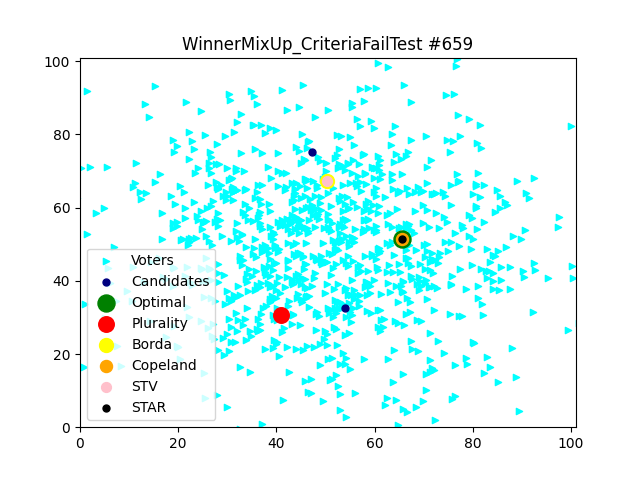 WinnerMixUp_CriteriaFailTest #659
100
80
60
40
20
0
0
20
40
60
80
100
Voters
Candidates
Optimal
Plurality
Borda
Copeland
STV
STAR